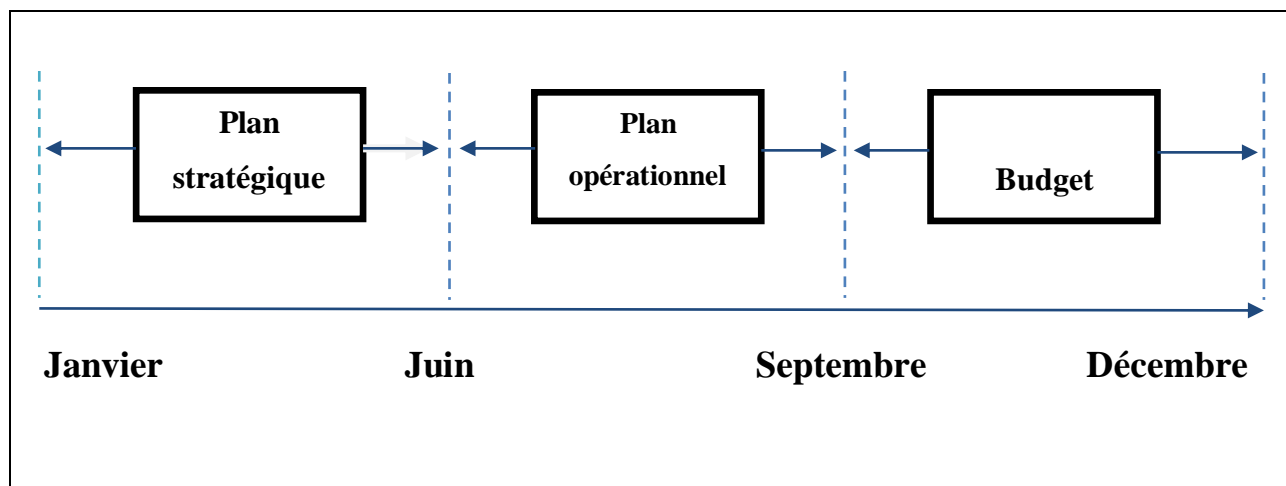 Plan
stratégique
Plan
opérationnel
Budget
Janvier
Juin
Septembre
Décembre